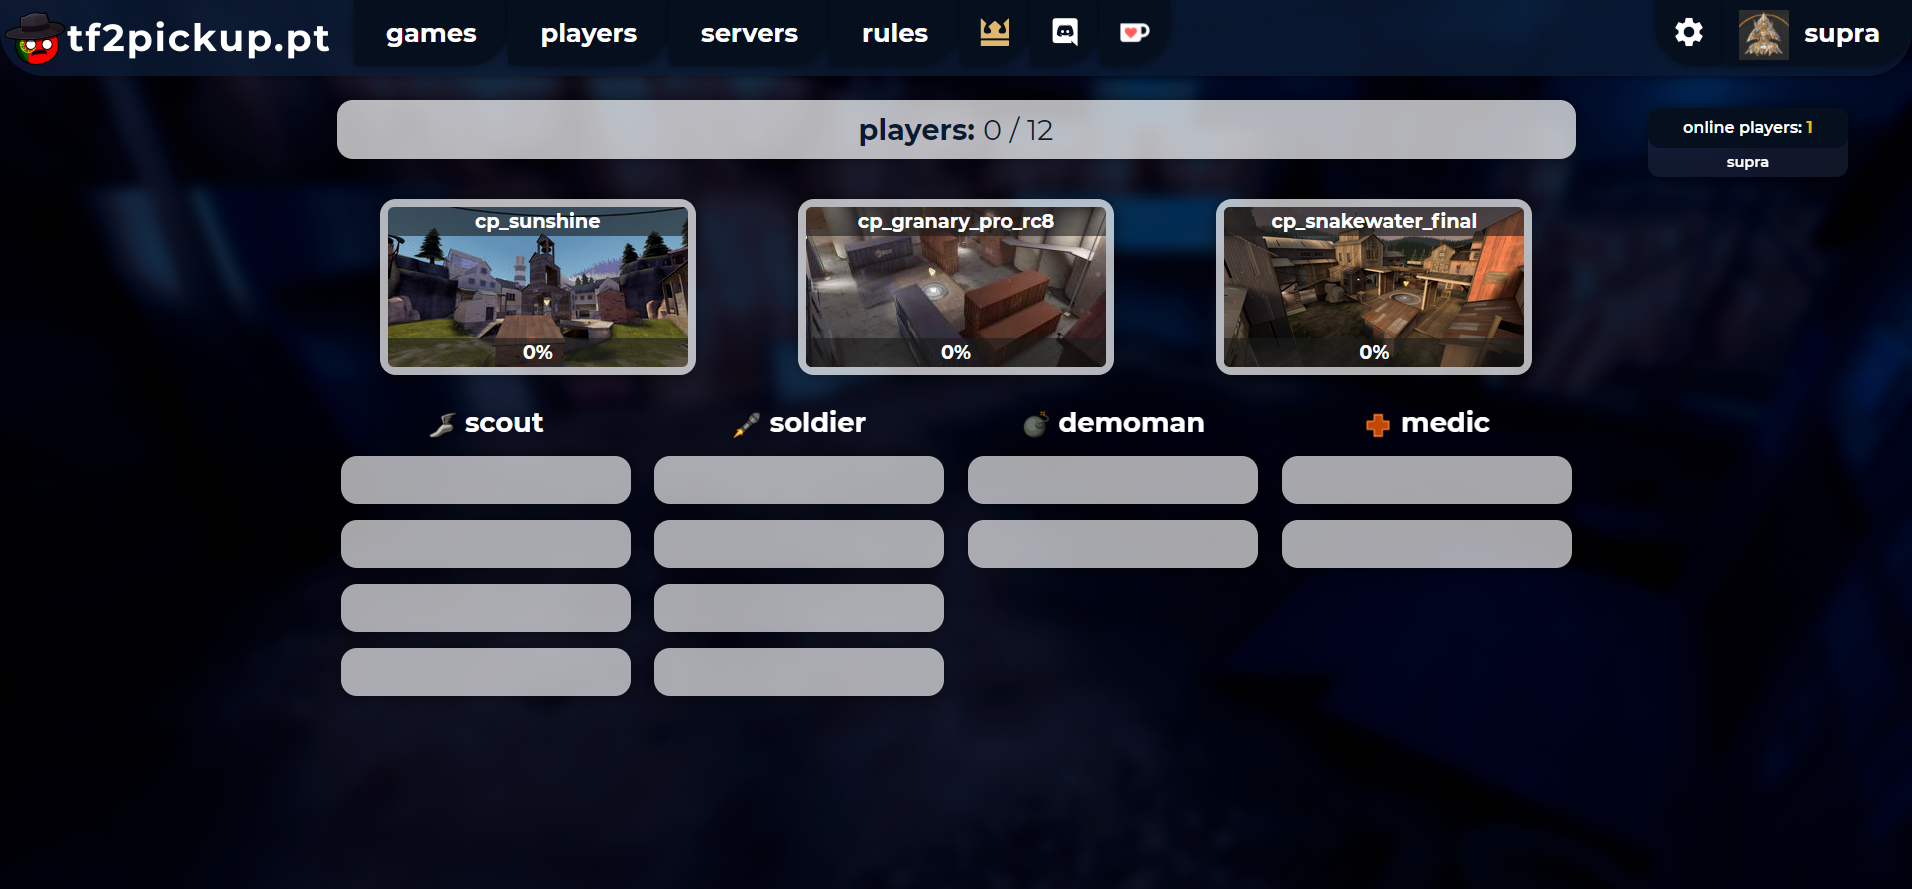 tf2pickup.pt games players servers rules supra
players: 0 / 12
online players: 1
supra
cp_sunshine cp_granary_pro_rc8 cp_snakewater_final
0% 0% 0%
scout soldier demoman medic